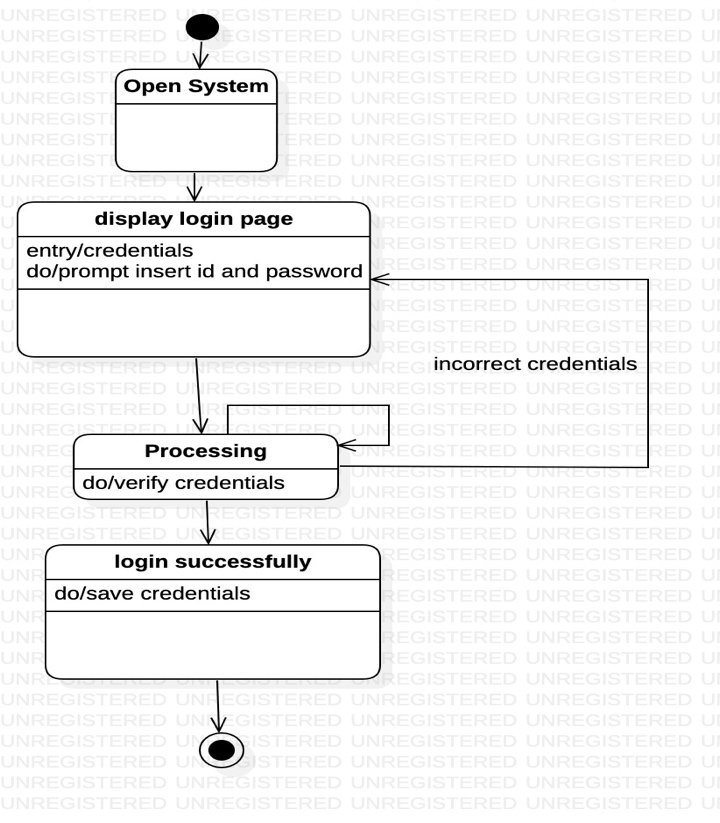 Open System
display login page
entry/credentials
do/prompt insert id and password
incorrect credentials
Processing
do/verify credentials
login successfully
do/save credentials
UNREGISTERED